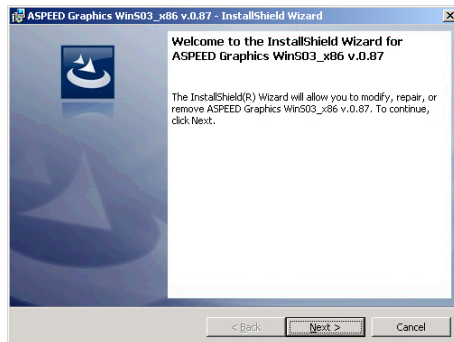 ASPEED Graphics WinS03_x86 v.0.87 - InstallShield Wizard
Welcome to the InstallShield Wizard for
ASPEED Graphics WinS03_x86 v.0.87
The InstallShield(R) Wizard will allow you to modify, repair, or
remove ASPEED Graphics WinS03_x86 v.0.87. To continue,
click Next.
< Back Next > Cancel